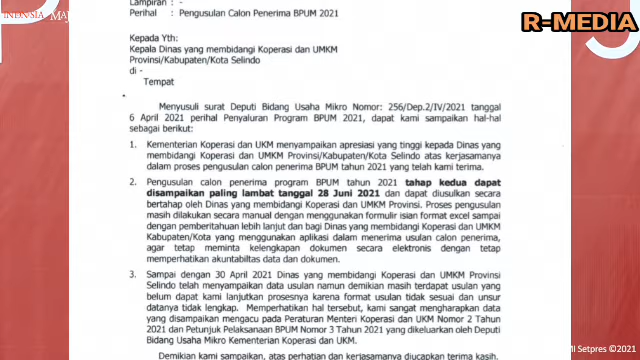 Lampiran : -
Perihal : Pengusulan Calon Penerima BPUM 2021
R-MEDIA
Kepada Yth:
Kepala Dinas yang membidangi Koperasi dan UMKM
Provinsi/Kabupaten/Kota Selindo
di -
Tempat
Menyusuli surat Deputi Bidang Usaha Mikro Nomor: 256/Dep.2/IV/2021 tanggal
6 April 2021 perihal Penyaluran Program BPUM 2021, dapat kami sampaikan hal-hal
sebagai berikut:
1. Kementerian Koperasi dan UKM menyampaikan apresiasi yang tinggi kepada Dinas yang
membidangi Koperasi dan UMKM Provinsi/Kabupaten/Kota Selindo atas kerjasamanya
dalam proses pengusulan calon penerima BPUM tahun 2021 yang telah kami terima.
2. Pengusulan calon penerima program BPUM tahun 2021 tahap kedua dapat
disampaikan paling lambat tanggal 28 Juni 2021 dan dapat diusulkan secara
bertahap oleh Dinas yang membidangi Koperasi dan UMKM Provinsi. Proses pengusulan
masih dilakukan secara manual dengan menggunakan formulir isian format excel sampai
dengan pemberitahuan lebih lanjut dan bagi Dinas yang membidangi Koperasi dan UMKM
Kabupaten/Kota yang menggunakan aplikasi dalam menerima usulan calon penerima,
agar tetap meminta kelengkapan dokumen secara elektronis dengan tetap
memperhatikan akuntabiltas data dan dokumen.
3. Sampai dengan 30 April 2021 Dinas yang membidangi Koperasi dan UMKM Provinsi
Selindo telah menyampaikan data usulan namun demikian masih terdapat usulan yang
belum dapat kami lanjutkan prosesnya karena format usulan tidak sesuai dan unsur
datanya tidak lengkap. Memperhatikan hal tersebut, kami sangat mengharapkan data
yang disampaikan mengacu pada Peraturan Menteri Koperasi dan UKM Nomor 2 Tahun
2021 dan Petunjuk Pelaksanaan BPUM Nomor 3 Tahun 2021 yang dikeluarkan oleh Deputi
Bidang Usaha Mikro Kementerian Koperasi dan UKM.
Demikian kami sampaikan, atas perhatian dan kerjasamanya diucapkan terima kasih.
MI Setpres ©2021